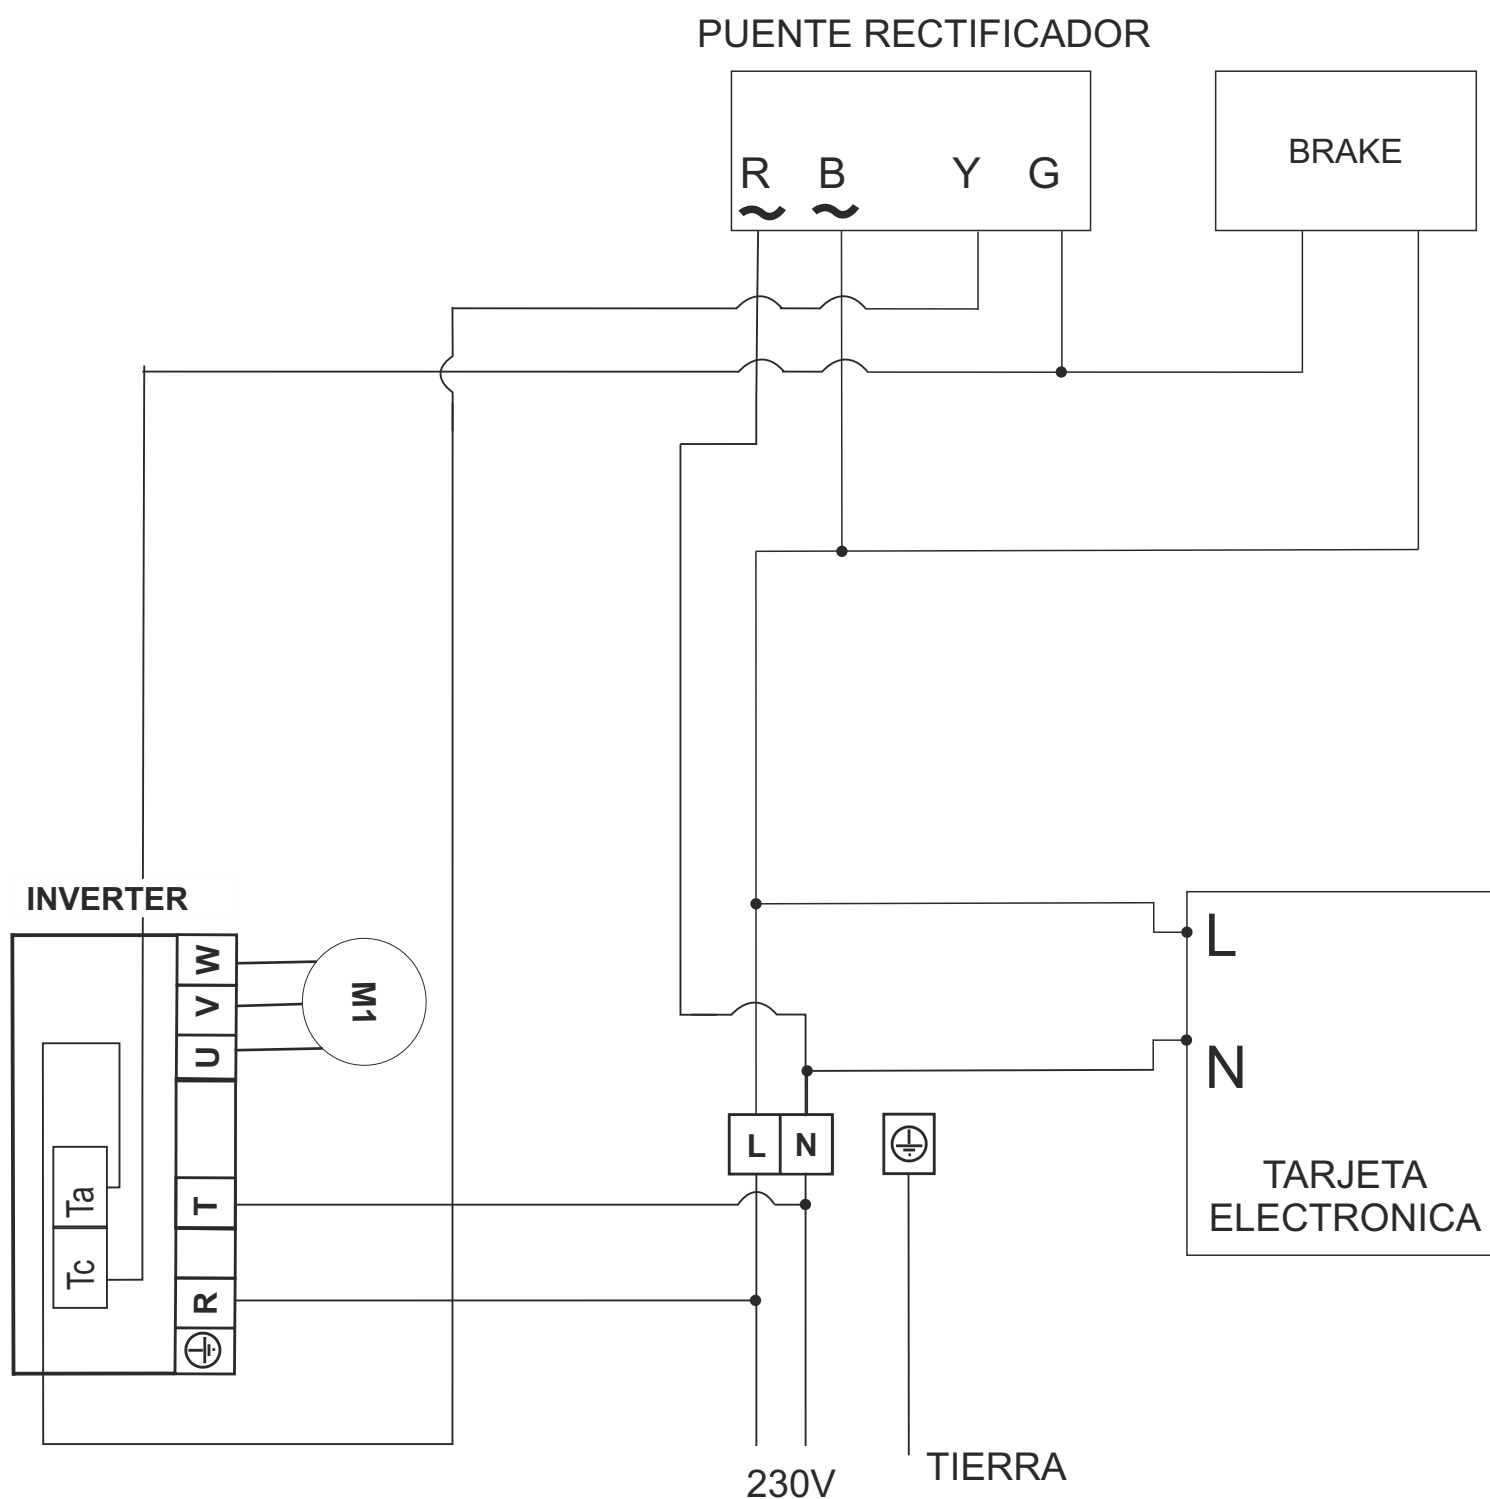 PUENTE RECTIFICADOR
R B Y G
BRAKE
INVERTER
W
V
U
T
R
M1
Ta
Tc
L N
L
N
TARJETA
ELECTRONICA
230V
TIERRA